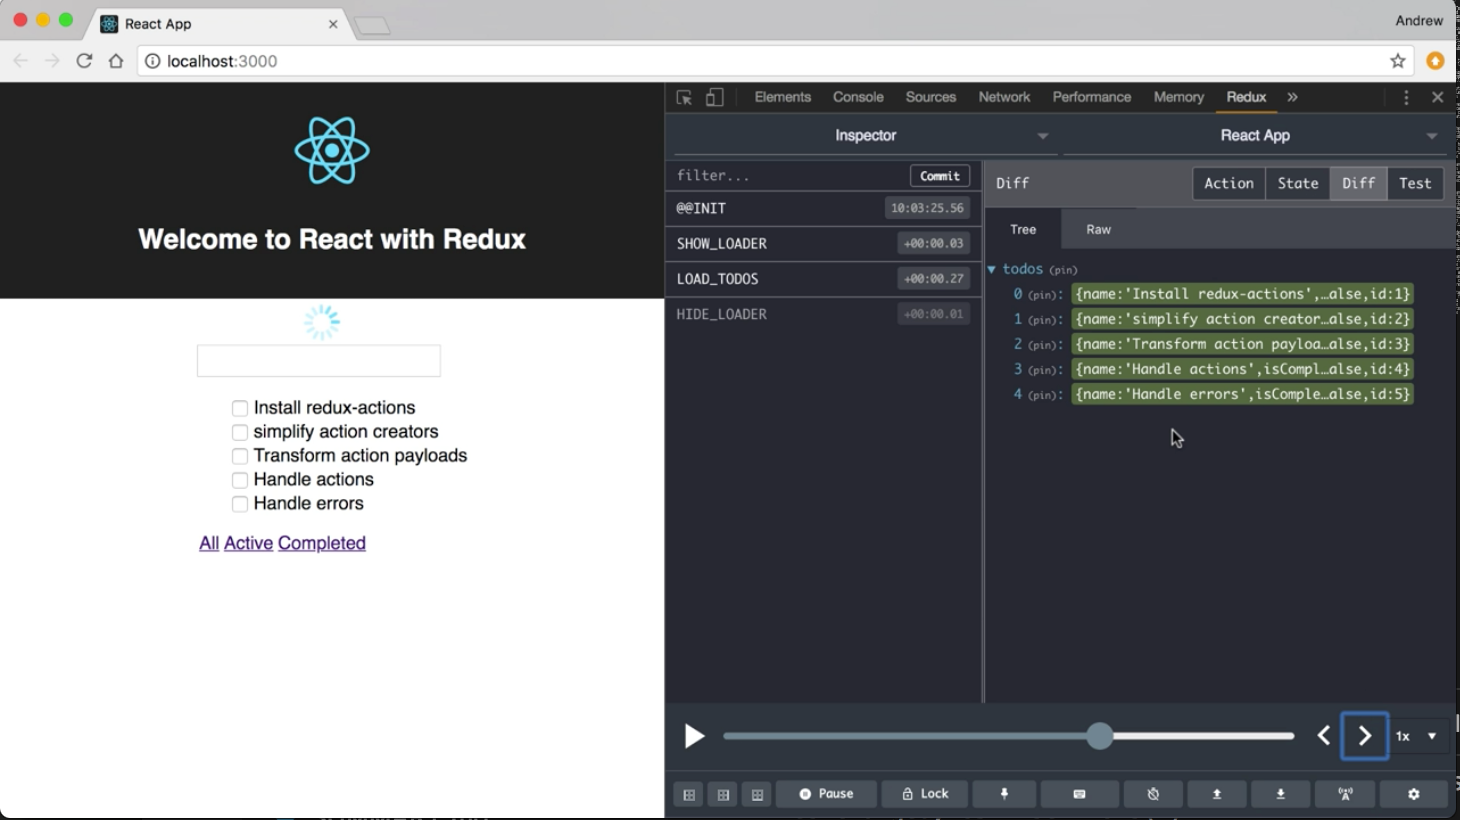 React App
Andrew
localhost:3000
Welcome to React with Redux
Install redux-actions
simplify action creators
Transform action payloads
Handle actions
Handle errors
All Active Completed
Elements Console Sources Network Performance Memory Redux »
Inspector React App
filter... Commit
@@INIT 10:03:25.56
SHOW_LOADER +00:00.03
LOAD_TODOS +00:00.27
HIDE_LOADER +00:00.01
Diff Action State Diff Test
Tree Raw
todos (pin)
0 (pin): {name:'Install redux-actions',…alse,id:1}
1 (pin): {name:'simplify action creator…alse,id:2}
2 (pin): {name:'Transform action payloa…alse,id:3}
3 (pin): {name:'Handle actions',isCompl…alse,id:4}
4 (pin): {name:'Handle errors',isComple…alse,id:5}
1x
Pause Lock